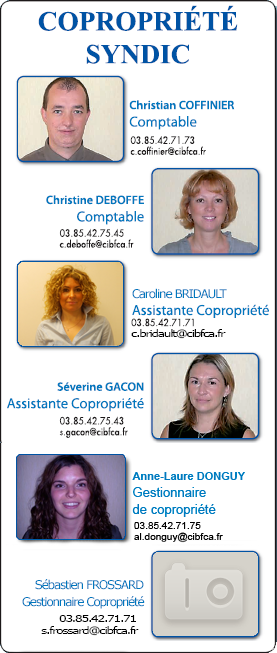 COPROPRIÉTÉ
SYNDIC
Christian COFFINIER
Comptable
03.85.42.71.73
c.coffinier@cibfca.fr
Christine DEBOFFE
Comptable
03.85.42.75.45
c.deboffe@cibfca.fr
Caroline BRIDAULT
Assistante Copropriété
03.85.42.71.71
c.bridault@cibfca.fr
Séverine GACON
Assistante Copropriété
03.85.42.75.43
s.gacon@cibfca.fr
Anne-Laure DONGUY
Gestionnaire
de copropriété
03.85.42.71.75
al.donguy@cibfca.fr
Sébastien FROSSARD
Gestionnaire Copropriété
03.85.42.71.71
s.frossard@cibfca.fr